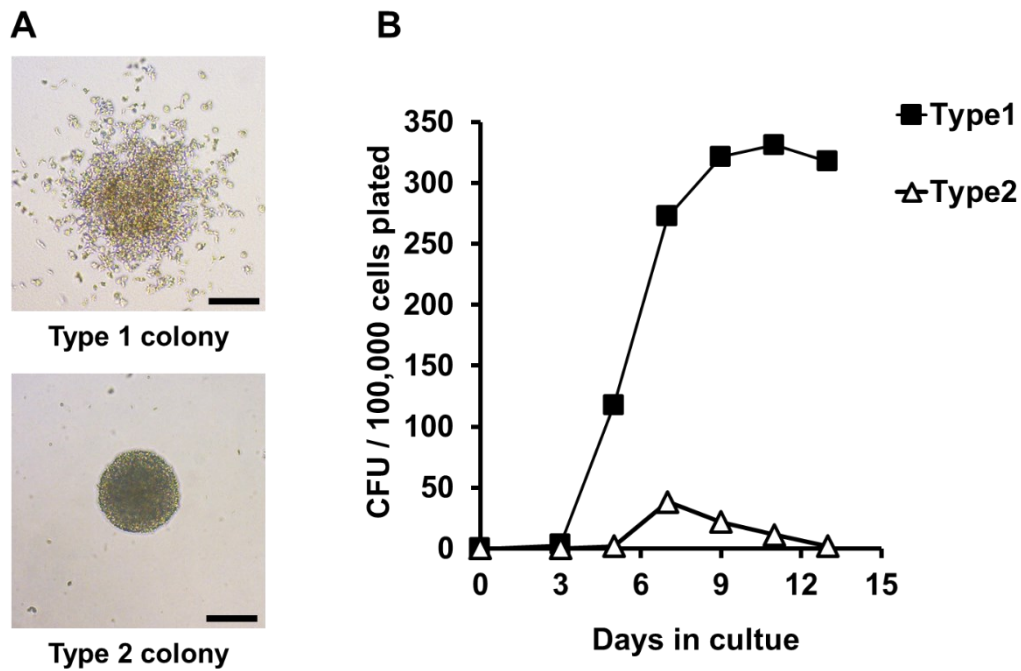 A
Type 1 colony
Type 2 colony
B
CFU / 100,000 cells plated
350
300
250
200
150
100
50
0
0 3 6 9 12 15
Days in cultue
Type1
Type2